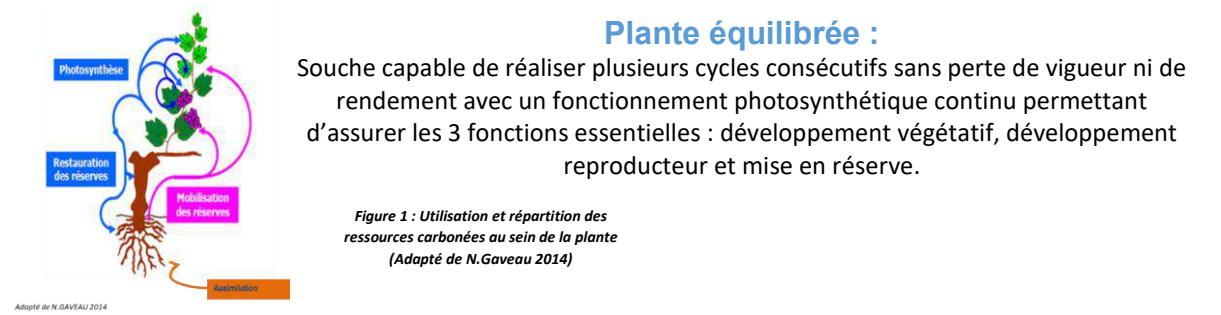 Plante équilibrée :
Souche capable de réaliser plusieurs cycles consécutifs sans perte de vigueur ni de
rendement avec un fonctionnement photosynthétique continu permettant
d'assurer les 3 fonctions essentielles : développement végétatif, développement
reproducteur et mise en réserve.
Photosynthèse
Restauration
des réserves
Mobilisation
des réserves
Assimilation
Figure 1 : Utilisation et répartition des
ressources carbonées au sein de la plante
(Adapté de N.Gaveau 2014)
Adapté de N.GAVEAU 2014